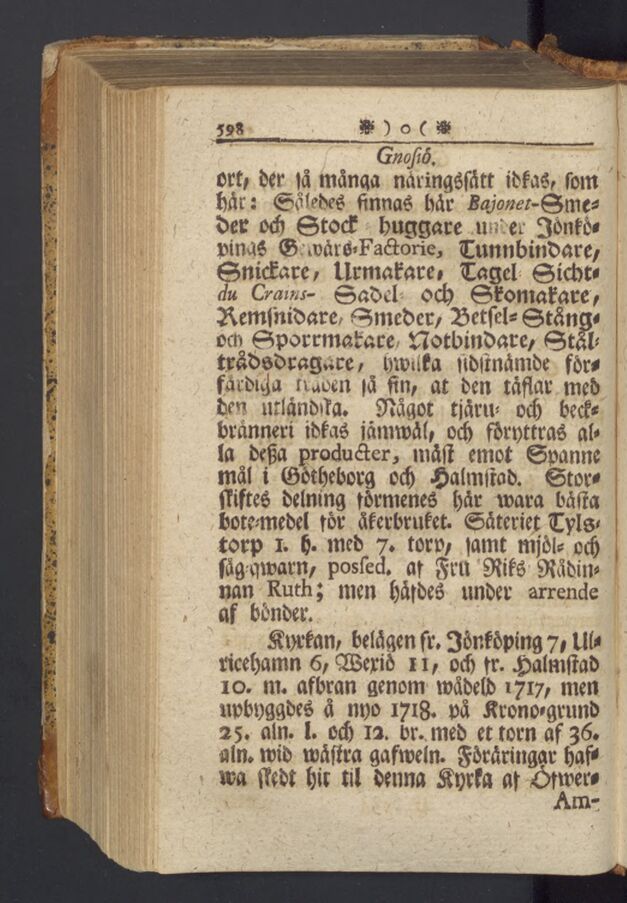 598 ❉ ) o ( ❉
Gnosiö.
ort, der så många näringssätt idkas, som
här: Således finnas här Bajonet-Sme-
der och Stock-huggare under Jönkö-
pings Gewärs-Factorie, Tunnbindare,
Snickare, Urmakare, Tagel-Sicht-
du Crains- Sadel- och Skomakare,
Remsnidare, Smeder, Betsel-Stång-
och Sporrmakare, Notbindare, Stål-
trådsdragare, hwilka sidstnämde för-
färdiga tråden så fin, at den täflar med
den utländska. Något tjäru- och beck-
bränneri idkas jämwäl, och föryttras al-
la deßa producter, mäst emot Spanne
mål i Götheborg och Halmstad. Stor-
skiftes delning förmenes här wara bästa
bote-medel för åkerbruket. Säteriet Tyls-
torp 1. h. med 7. torp, samt mjöl- och
såg-qwarn, possed. af Fru Riks Rådin-
nan Ruth; men häfdes under arrende
af bönder.
Kyrkan, belägen fr. Jönköping 7, Ul-
ricehamn 6, Wexiö 11, och fr. Halmstad
10. m. afbran genom wådeld 1717, men
upbyggdes å nyo 1718. på Krono-grund
25. aln. l. och 12. br. med et torn af 36.
aln. wid wästra gafweln. Föräringar haf-
wa skedt hit til denna Kyrka af Öfwer-
Am-